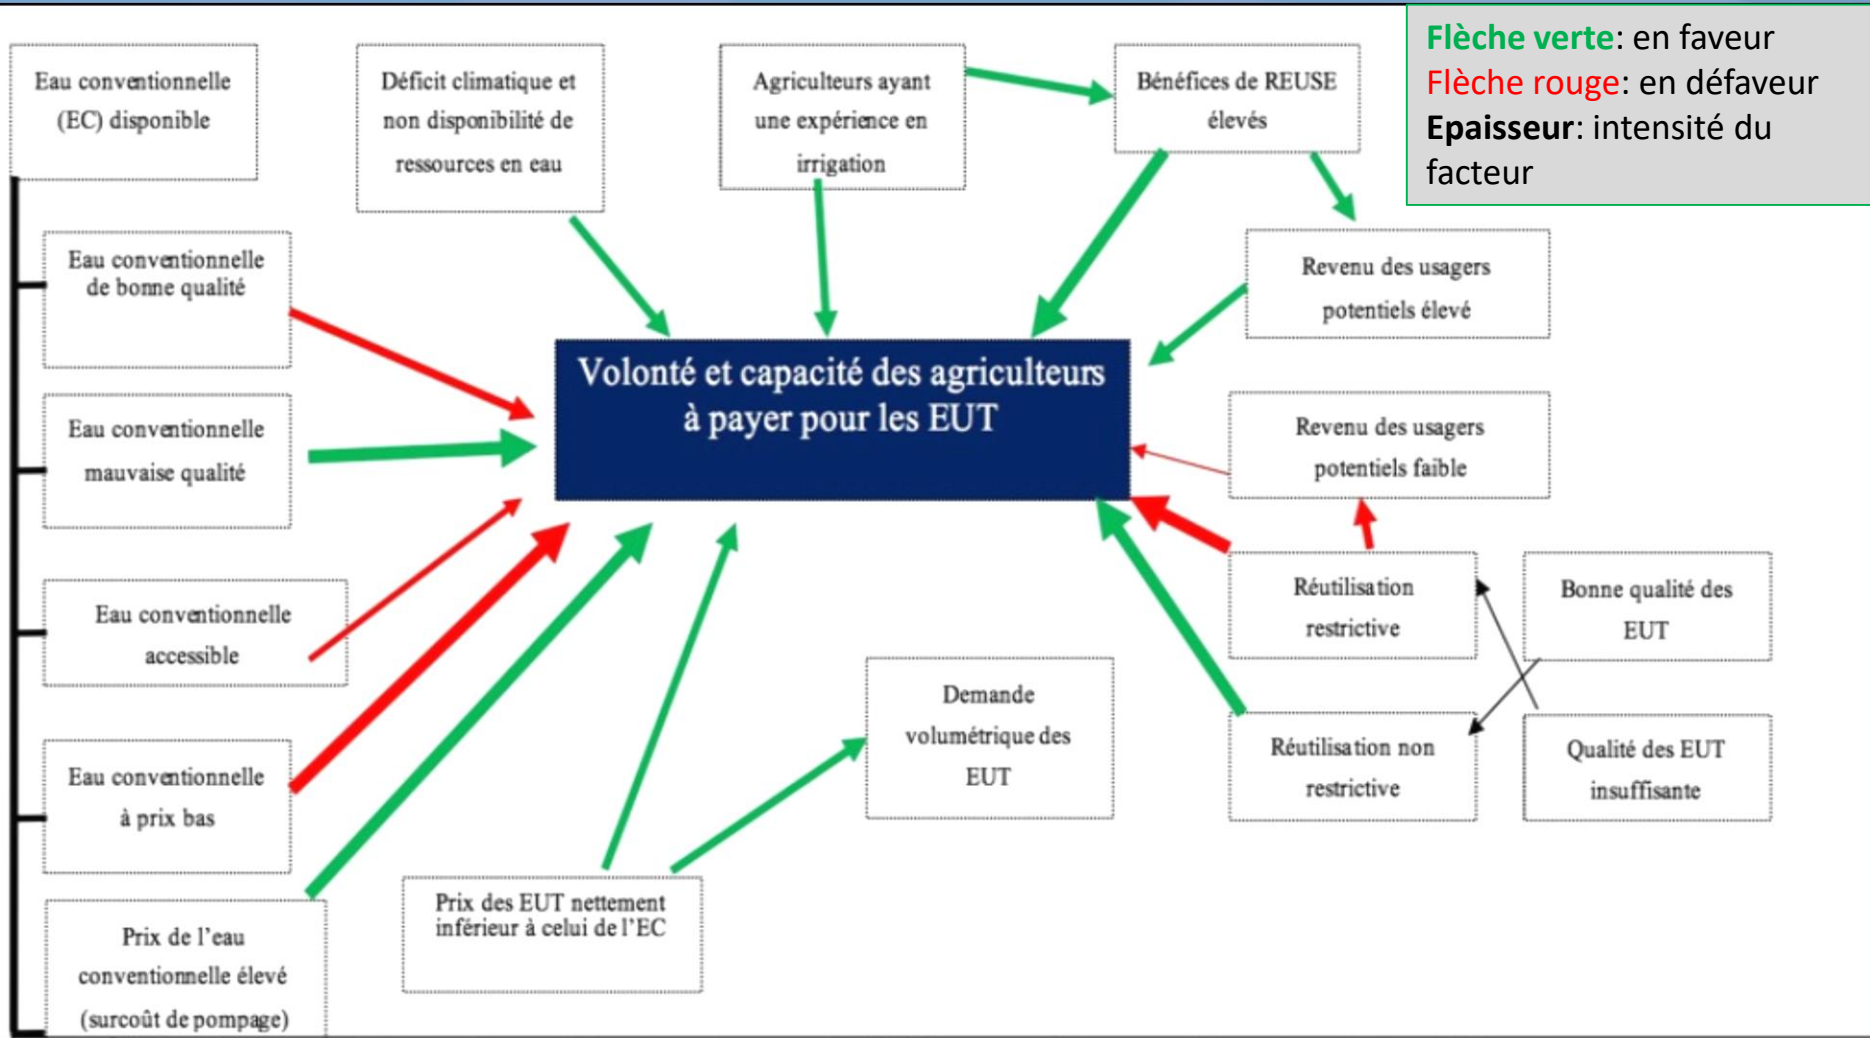 Flèche verte: en faveur
Flèche rouge: en défaveur
Epaisseur: intensité du
facteur
Eau conventionnelle
(EC) disponible
Déficit climatique et
non disponibilité de
ressources en eau
Agriculteurs ayant
une expérience en
irrigation
Bénéfices de REUSE
élevés
Eau conventionnelle
de bonne qualité
Revenu des usagers
potentiels élevé
Volonté et capacité des agriculteurs
à payer pour les EUT
Eau conventionnelle
mauvaise qualité
Revenu des usagers
potentiels faible
Eau conventionnelle
accessible
Réutilisation
restrictive
Bonne qualité des
EUT
Demande
volumétrique des
EUT
Eau conventionnelle
à prix bas
Réutilisation non
restrictive
Qualité des EUT
insuffisante
Prix des EUT nettement
inférieur à celui de l'EC
Prix de l'eau
conventionnelle élevé
(surcoût de pompage)